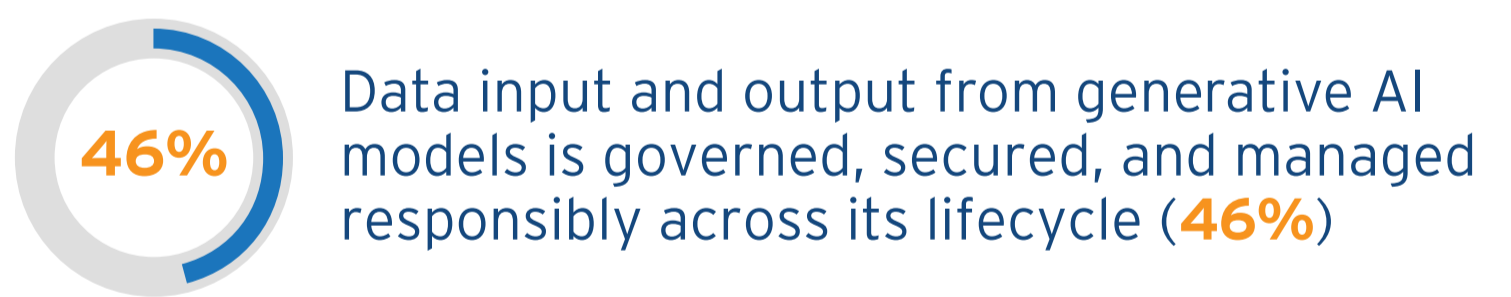 46%
Data input and output from generative AI
models is governed, secured, and managed
responsibly across its lifecycle (46%)